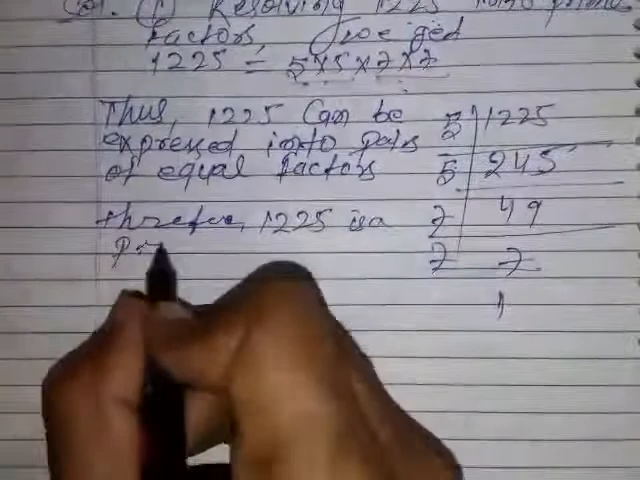 (i) Resolving 1225 into prime
factors, we get
1225 = 5×5×7×7
Thus, 1225 Can be
expressed into pairs
of equal factors
therefore, 1225 is a
5 1225
5 245
7 49
7 7
1